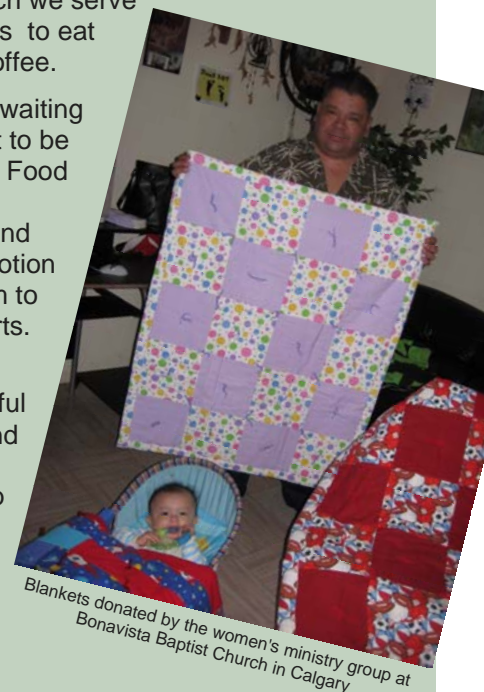 ch we serve
s to eat
offee.
waiting
t to be
Food
nd
otion
n to
rts.
ful
nd
o
Blankets donated by the women's ministry group at
Bonavista Baptist Church in Calgary